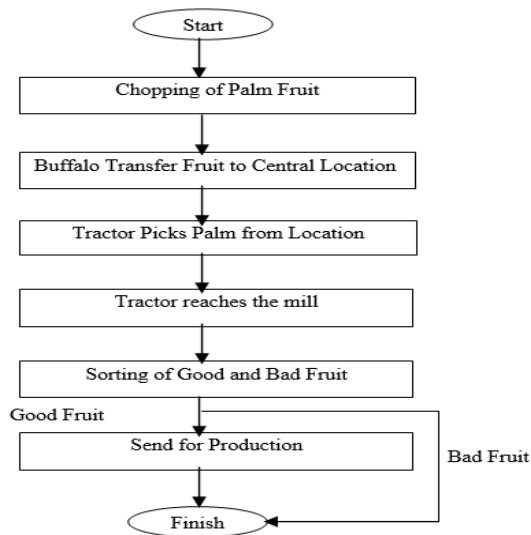 Start
Chopping of Palm Fruit
Buffalo Transfer Fruit to Central Location
Tractor Picks Palm from Location
Tractor reaches the mill
Sorting of Good and Bad Fruit
Good Fruit
Send for Production
Bad Fruit
Finish